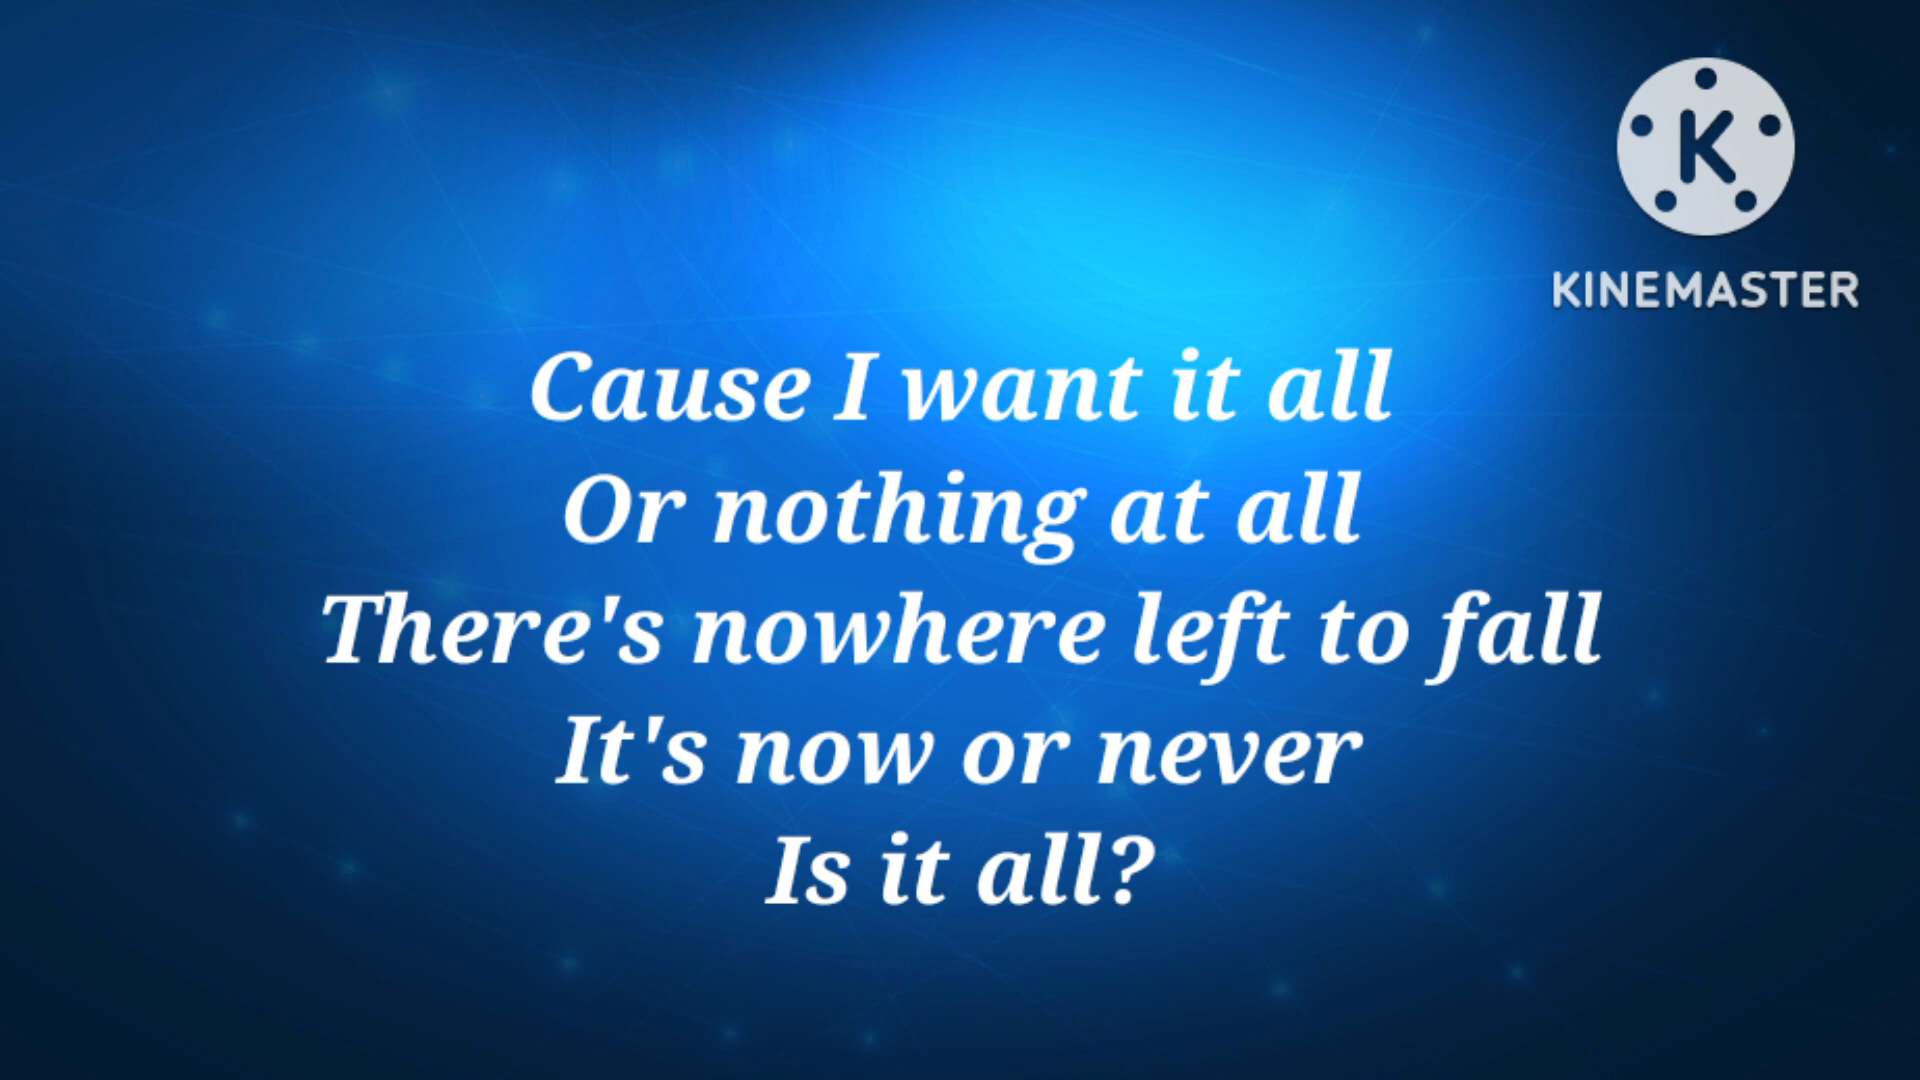 K
KINEMASTER
Cause I want it all
Or nothing at all
There's nowhere left to fall
It's now or never
Is it all?